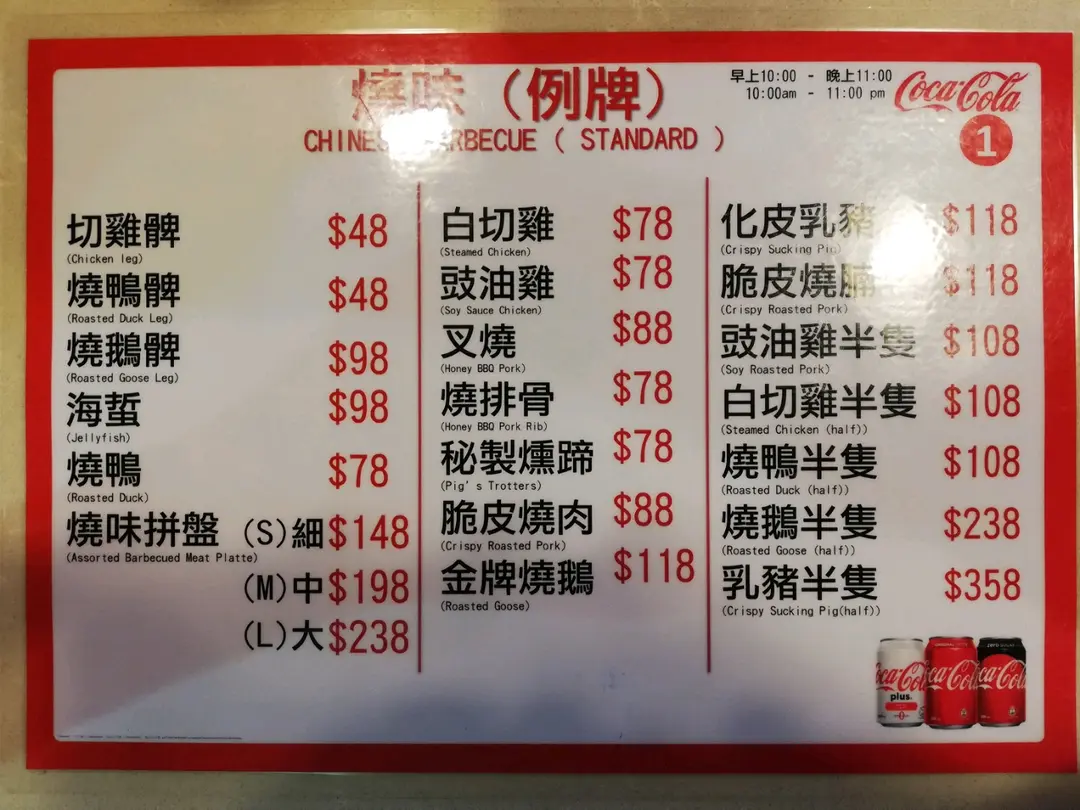 燒味（例牌）
CHINE BECUE ( STANDARD )
早上10:00 - 晚上11:00
10:00am - 11:00 pm
Coca-Cola
1
切雞髀 $48
(Chicken leg)
燒鴨髀 $48
(Roasted Duck Leg)
燒鵝髀 $98
(Roasted Goose Leg)
海蜇 $98
(Jellyfish)
燒鴨 $78
(Roasted Duck)
燒味拼盤 (S)細 $148
(Assorted Barbecued Meat Platte)
(M)中 $198
(L)大 $238
白切雞 $78
(Steamed Chicken)
豉油雞 $78
(Soy Sauce Chicken)
叉燒 $88
(Honey BBQ Pork)
燒排骨 $78
(Honey BBQ Pork Rib)
秘製燻蹄 $78
(Pig's Trotters)
脆皮燒肉 $88
(Crispy Roasted Pork)
金牌燒鵝 $118
(Roasted Goose)
化皮乳豬 $118
(Crispy Sucking Pig)
脆皮燒腩 $118
(Crispy Roasted Pork)
豉油雞半隻 $108
(Soy Roasted Pork)
白切雞半隻 $108
(Steamed Chicken (half))
燒鴨半隻 $108
(Roasted Duck (half))
燒鵝半隻 $238
(Roasted Goose (half))
乳豬半隻 $358
(Crispy Sucking Pig(half))
Coca-Cola
plus
Coca-Cola
Coca-Cola